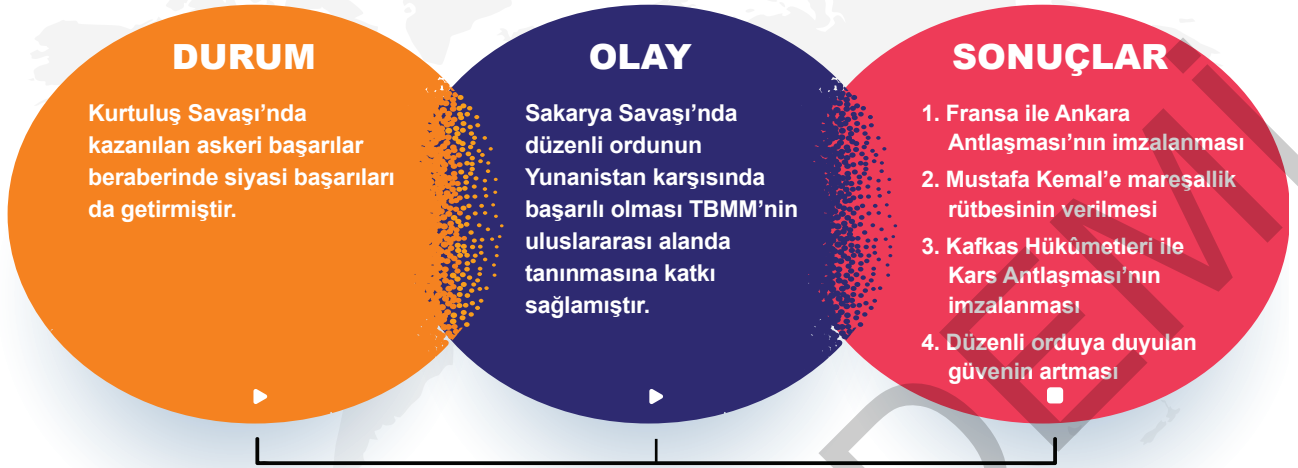 DURUM
Kurtuluş Savaşı’nda
kazanılan askeri başarılar
beraberinde siyasi başarıları
da getirmiştir.
OLAY
Sakarya Savaşı’nda
düzenli ordunun
Yunanistan karşısında
başarılı olması TBMM’nin
uluslararası alanda
tanınmasına katkı
sağlamıştır.
SONUÇLAR
1. Fransa ile Ankara
Antlaşması’nın imzalanması
2. Mustafa Kemal’e mareşallik
rütbesinin verilmesi
3. Kafkas Hükûmetleri ile
Kars Antlaşması’nın
imzalanması
4. Düzenli orduya duyulan
güvenin artması
DEMİ